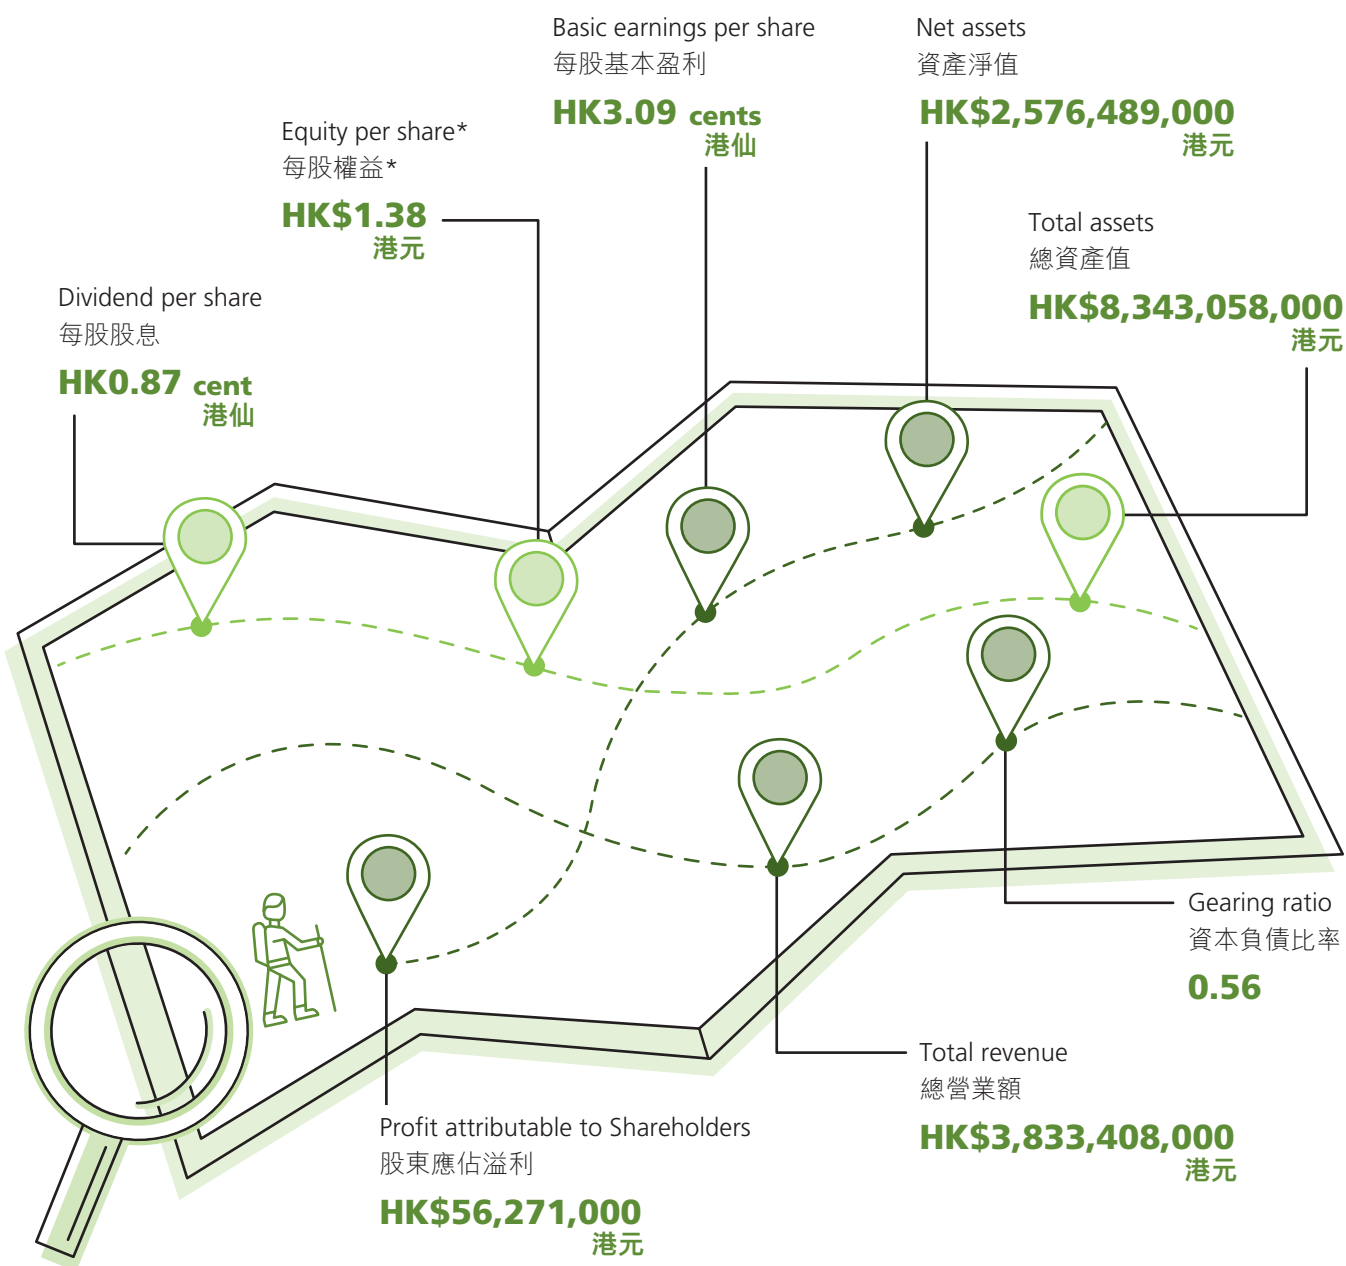 Basic earnings per share
每股基本盈利
HK3.09 cents
港仙
Net assets
資產淨值
HK$2,576,489,000
港元
Equity per share*
每股權益*
HK$1.38
港元
Total assets
總資產值
HK$8,343,058,000
港元
Dividend per share
每股股息
HK0.87 cent
港仙
Gearing ratio
資本負債比率
0.56
Total revenue
總營業額
HK$3,833,408,000
港元
Profit attributable to Shareholders
股東應佔溢利
HK$56,271,000
港元